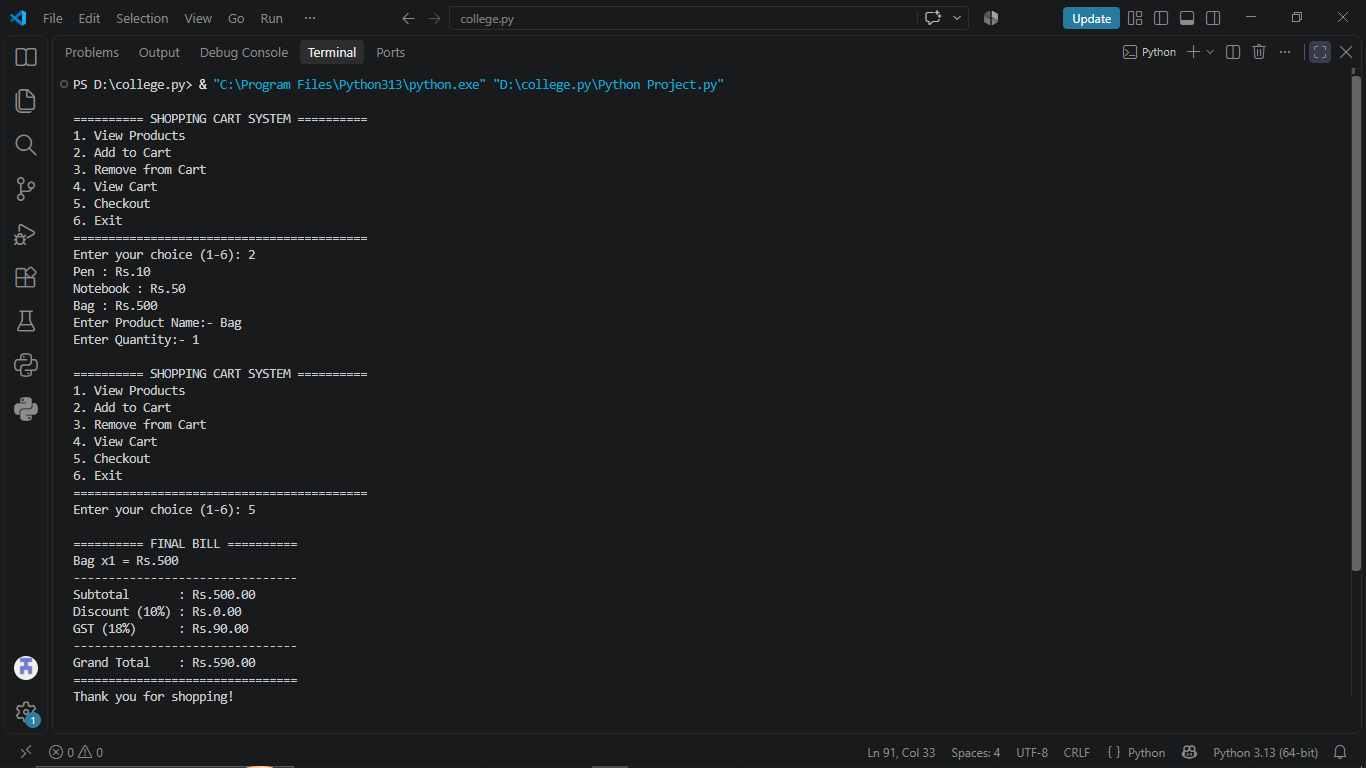 File Edit Selection View Go Run ··· college.py Update
Problems Output Debug Console Terminal Ports Python
PS D:\college.py> & "C:\Program Files\Python313\python.exe" "D:\college.py\Python Project.py"
========== SHOPPING CART SYSTEM ==========
1. View Products
2. Add to Cart
3. Remove from Cart
4. View Cart
5. Checkout
6. Exit
==========================================
Enter your choice (1-6): 2
Pen : Rs.10
Notebook : Rs.50
Bag : Rs.500
Enter Product Name:- Bag
Enter Quantity:- 1
========== SHOPPING CART SYSTEM ==========
1. View Products
2. Add to Cart
3. Remove from Cart
4. View Cart
5. Checkout
6. Exit
==========================================
Enter your choice (1-6): 5
========== FINAL BILL ==========
Bag x1 = Rs.500
--------------------------------
Subtotal       : Rs.500.00
Discount (10%) : Rs.0.00
GST (18%)      : Rs.90.00
--------------------------------
Grand Total    : Rs.590.00
================================
Thank you for shopping!
1
0 0 Ln 91, Col 33 Spaces: 4 UTF-8 CRLF { } Python Python 3.13 (64-bit)